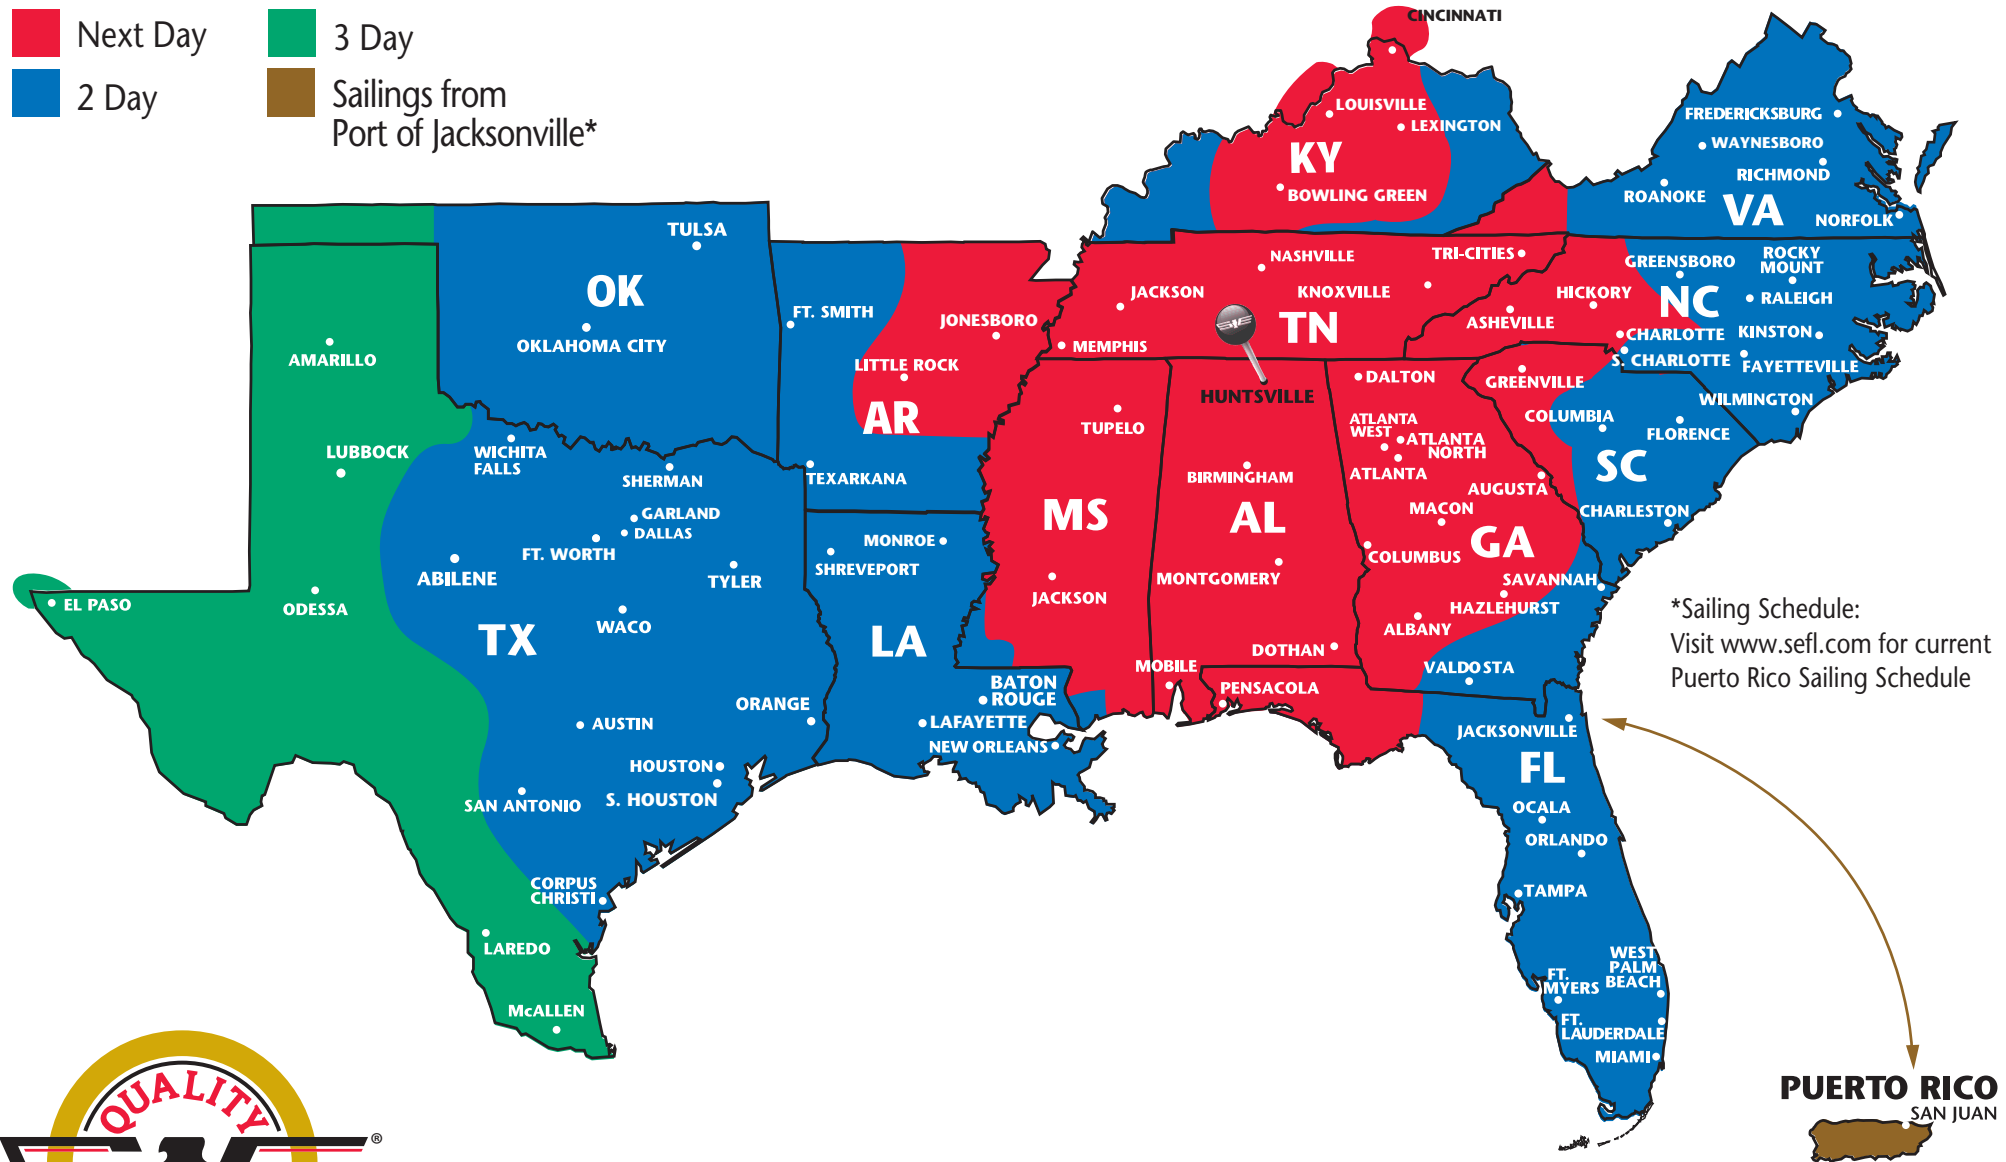 Next Day
3 Day
2 Day
Sailings from
Port of Jacksonville*
CINCINNATI
LOUISVILLE
LEXINGTON
KY
BOWLING GREEN
FREDERICKSBURG
WAYNESBORO
RICHMOND
ROANOKE
VA
NORFOLK
TULSA
OK
OKLAHOMA CITY
FT. SMITH
JONESBORO
LITTLE ROCK
AR
TEXARKANA
NASHVILLE
TRI-CITIES
JACKSON
KNOXVILLE
TN
MEMPHIS
GREENSBORO
ROCKY
MOUNT
HICKORY
NC
RALEIGH
ASHEVILLE
CHARLOTTE
KINSTON
S. CHARLOTTE
FAYETTEVILLE
WILMINGTON
GREENVILLE
COLUMBIA
FLORENCE
SC
CHARLESTON
AMARILLO
LUBBOCK
WICHITA
FALLS
SHERMAN
GARLAND
DALLAS
FT. WORTH
ABILENE
TYLER
EL PASO
ODESSA
WACO
TX
AUSTIN
ORANGE
HOUSTON
S. HOUSTON
SAN ANTONIO
CORPUS
CHRISTI
LAREDO
McALLEN
MONROE
SHREVEPORT
LA
BATON
ROUGE
LAFAYETTE
NEW ORLEANS
TUPELO
MS
JACKSON
HUNTSVILLE
BIRMINGHAM
AL
MONTGOMERY
DOTHAN
MOBILE
DALTON
ATLANTA
WEST
ATLANTA
NORTH
ATLANTA
AUGUSTA
MACON
GA
COLUMBUS
SAVANNAH
HAZLEHURST
ALBANY
VALDOSTA
PENSACOLA
JACKSONVILLE
FL
OCALA
ORLANDO
TAMPA
WEST
PALM
BEACH
FT.
MYERS
FT.
LAUDERDALE
MIAMI
*Sailing Schedule:
Visit www.sefl.com for current
Puerto Rico Sailing Schedule
PUERTO RICO
SAN JUAN
QUALITY
®